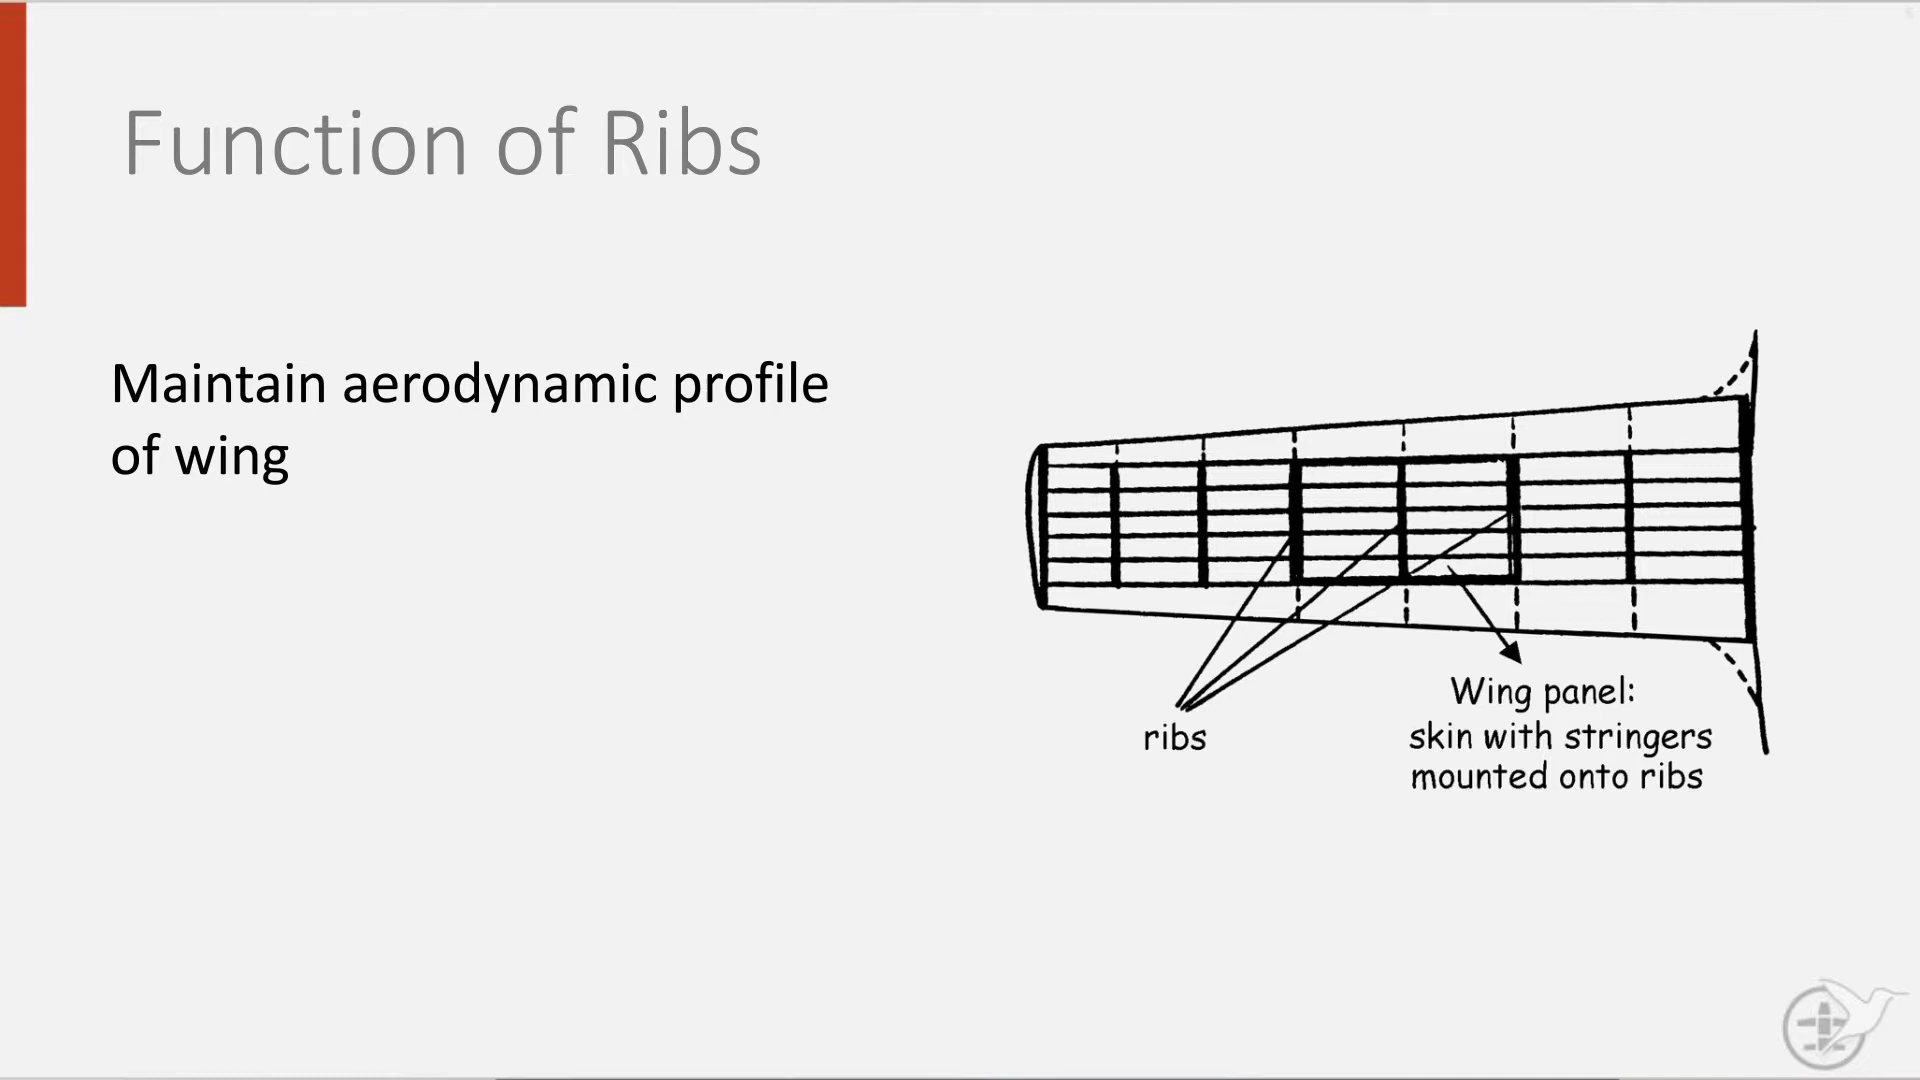 Function of Ribs
Maintain aerodynamic profile
of wing
ribs
Wing panel:
skin with stringers
mounted onto ribs